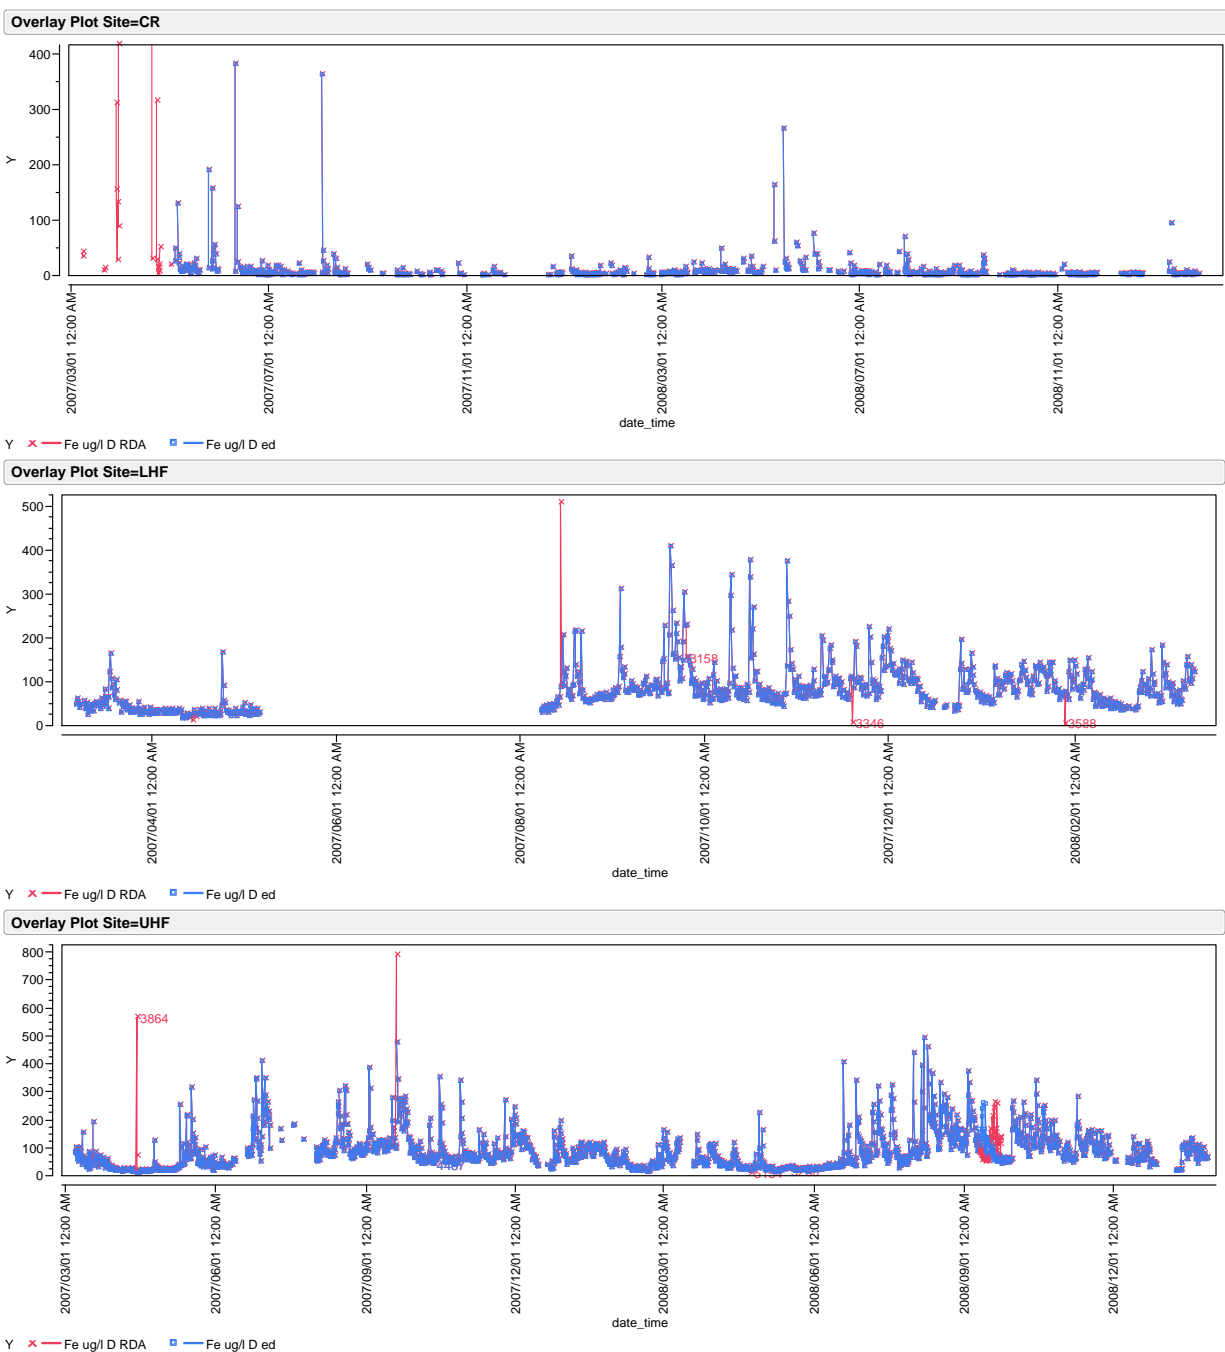 Overlay Plot Site=CR
400
300
200
100
0
Y
2007/03/01 12:00 AM
2007/07/01 12:00 AM
2007/11/01 12:00 AM
2008/03/01 12:00 AM
2008/07/01 12:00 AM
2008/11/01 12:00 AM
date_time
Y Fe ug/l D RDA Fe ug/l D ed
Overlay Plot Site=LHF
500
400
300
200
100
0
Y
3158
3346
3588
2007/04/01 12:00 AM
2007/06/01 12:00 AM
2007/08/01 12:00 AM
2007/10/01 12:00 AM
2007/12/01 12:00 AM
2008/02/01 12:00 AM
date_time
Y Fe ug/l D RDA Fe ug/l D ed
Overlay Plot Site=UHF
800
700
600
500
400
300
200
100
0
Y
3864
2007/03/01 12:00 AM
2007/06/01 12:00 AM
2007/09/01 12:00 AM
2007/12/01 12:00 AM
2008/03/01 12:00 AM
2008/06/01 12:00 AM
2008/09/01 12:00 AM
2008/12/01 12:00 AM
date_time
Y Fe ug/l D RDA Fe ug/l D ed